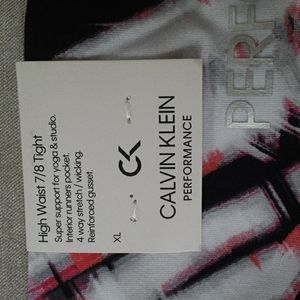 High Waist 7/8 Tight
Super support for yoga & studio.
Interior runners pocket.
4 way stretch / wicking.
Reinforced gusset.
XL
CK
CALVIN KLEIN
PERFORMANCE
PERF